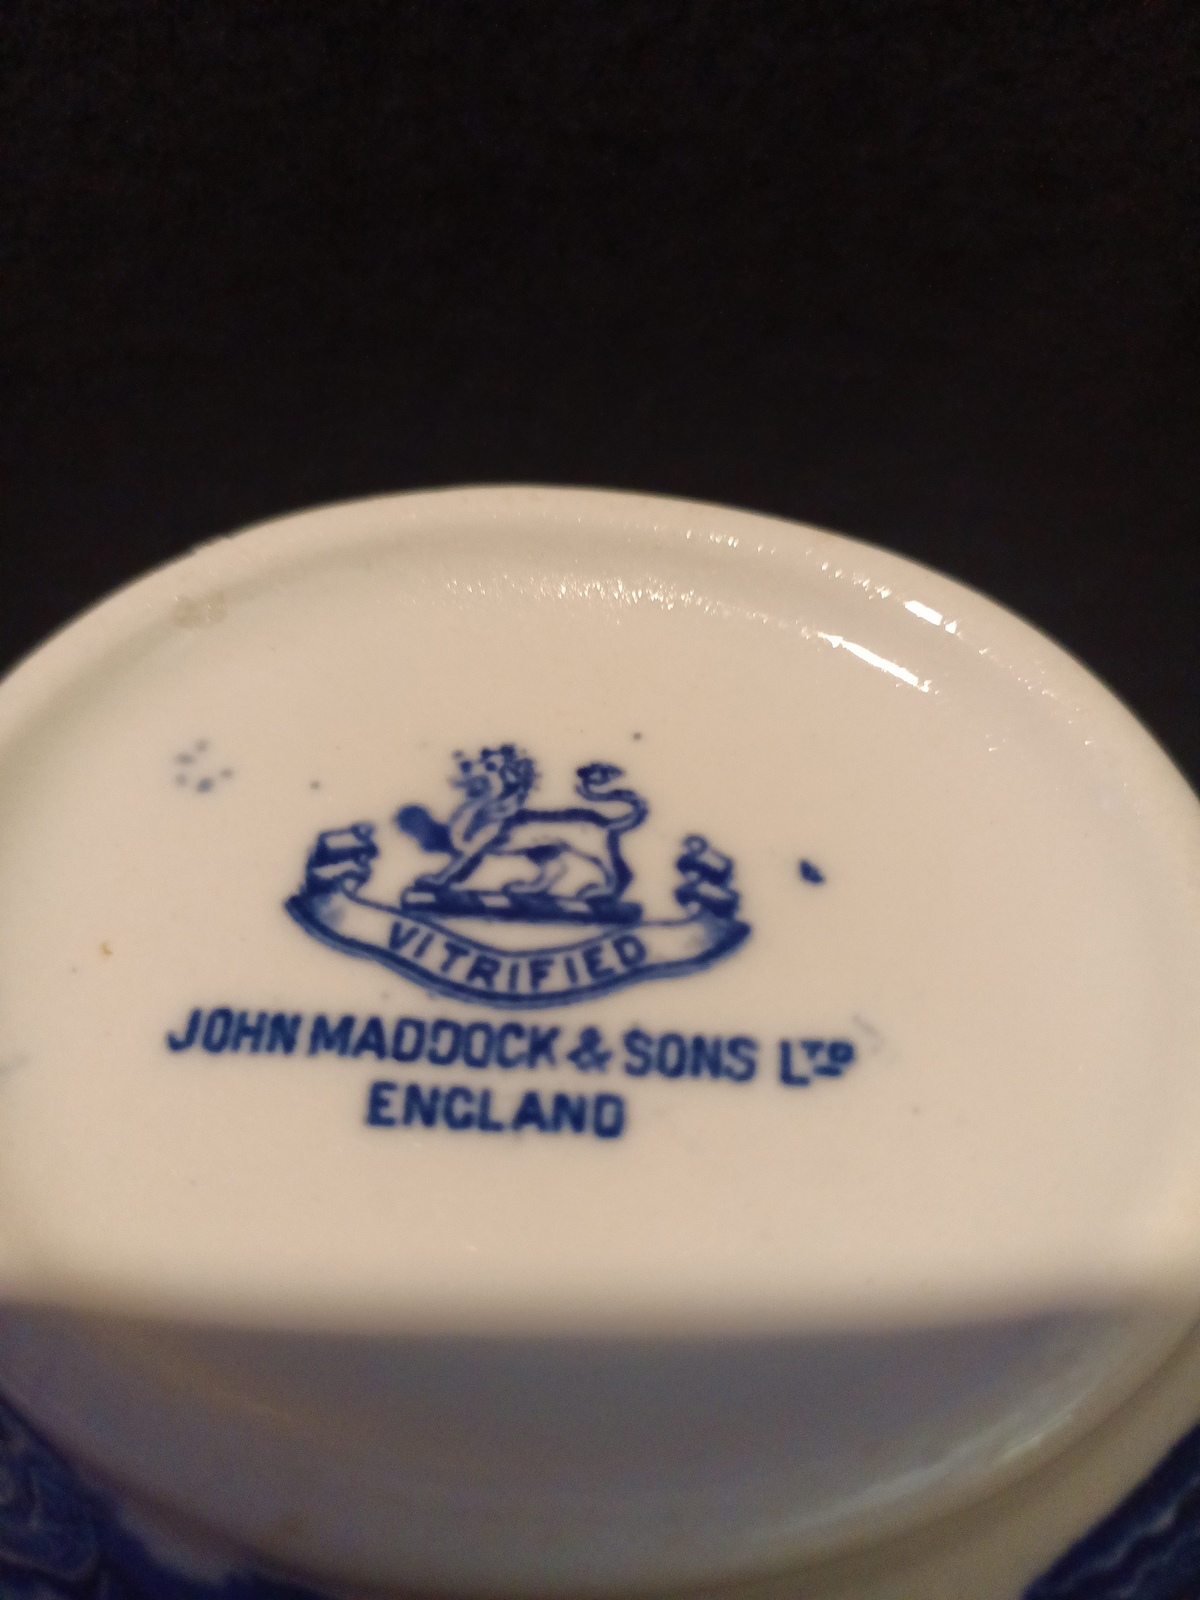 VITRIFIED
JOHN MADDOCK & SONS LTD
ENGLAND